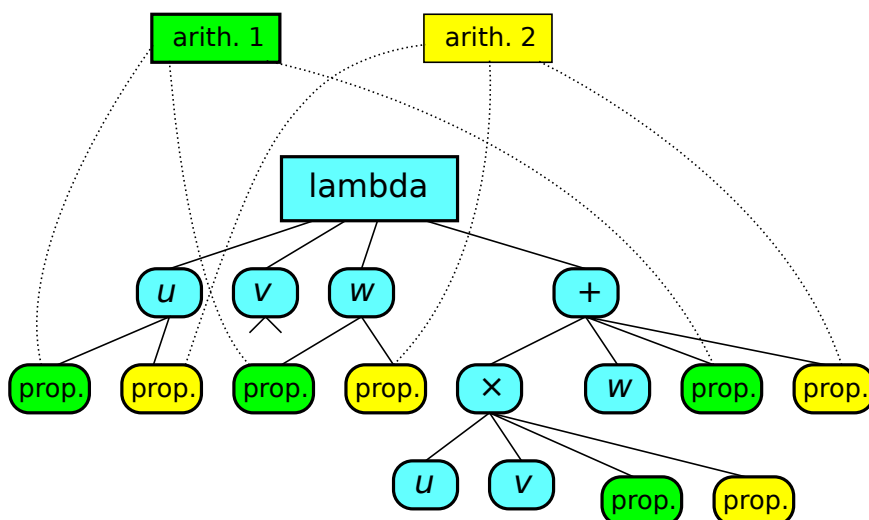 arith. 1 arith. 2
lambda
u v w +
prop. prop. prop. prop. × w prop. prop.
u v prop. prop.